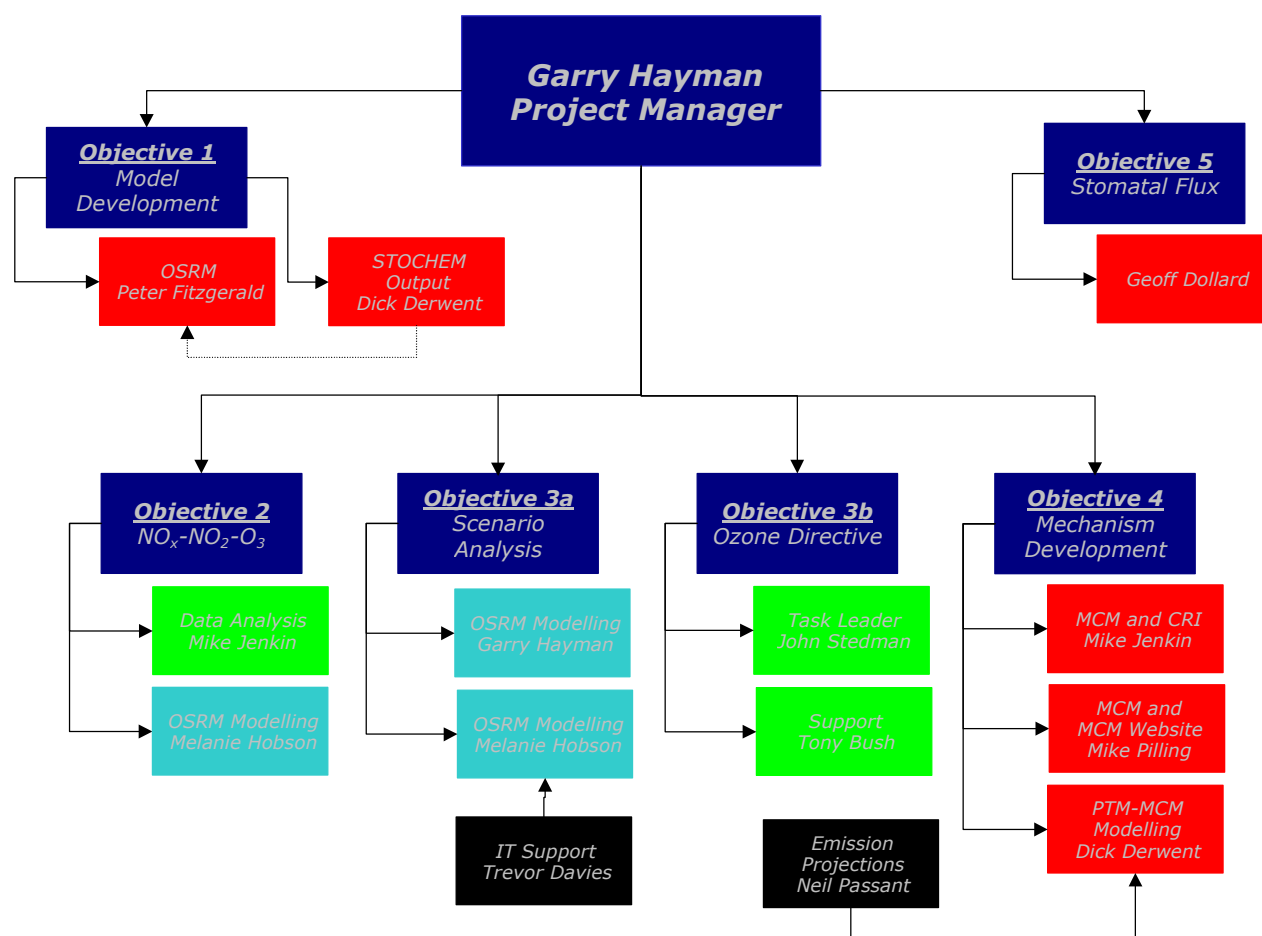 Garry Hayman
Project Manager
Objective 1
Model
Development
Objective 5
Stomatal Flux
OSRM
Peter Fitzgerald
STOCHEM
Output
Dick Derwent
Geoff Dollard
Objective 2
NOₓ-NO₂-O₃
Objective 3a
Scenario
Analysis
Objective 3b
Ozone Directive
Objective 4
Mechanism
Development
Data Analysis
Mike Jenkin
OSRM Modelling
Melanie Hobson
OSRM Modelling
Garry Hayman
OSRM Modelling
Melanie Hobson
IT Support
Trevor Davies
Task Leader
John Stedman
Support
Tony Bush
Emission
Projections
Neil Passant
MCM and CRI
Mike Jenkin
MCM and
MCM Website
Mike Pilling
PTM-MCM
Modelling
Dick Derwent